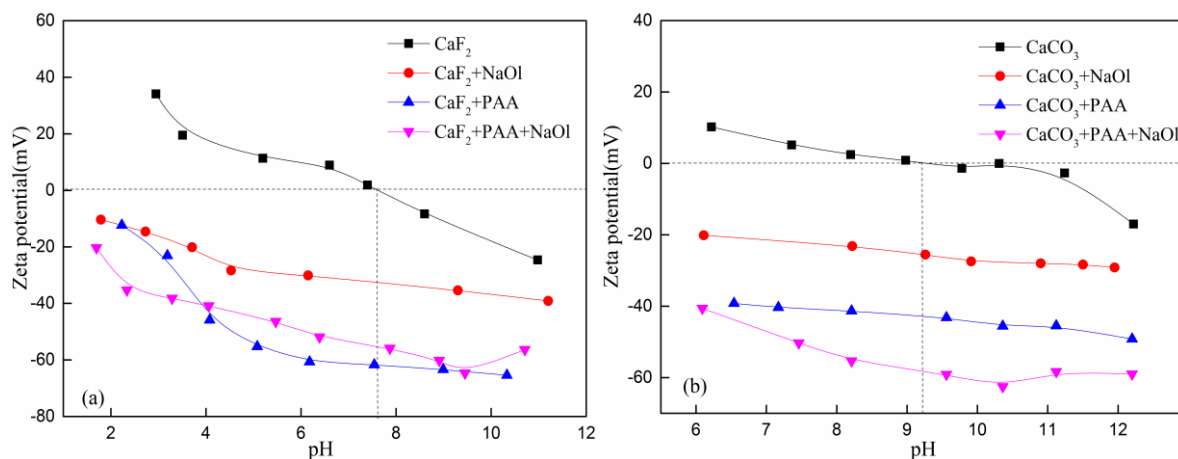 60
40
20
0
-20
-40
-60
-80
Zeta potential(mV)
CaF₂
CaF₂+NaOl
CaF₂+PAA
CaF₂+PAA+NaOl
(a)
2 4 6 8 10 12
pH
40
20
0
-20
-40
-60
Zeta potential(mV)
CaCO₃
CaCO₃+NaOl
CaCO₃+PAA
CaCO₃+PAA+NaOl
(b)
6 7 8 9 10 11 12
pH